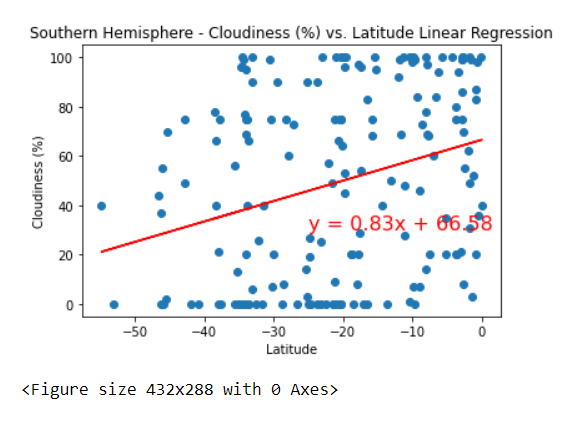 Southern Hemisphere - Cloudiness (%) vs. Latitude Linear Regression
100
80
60
40
20
0
Cloudiness (%)
y = 0.83x + 66.58
−50
−40
−30
−20
−10
0
Latitude
<Figure size 432x288 with 0 Axes>